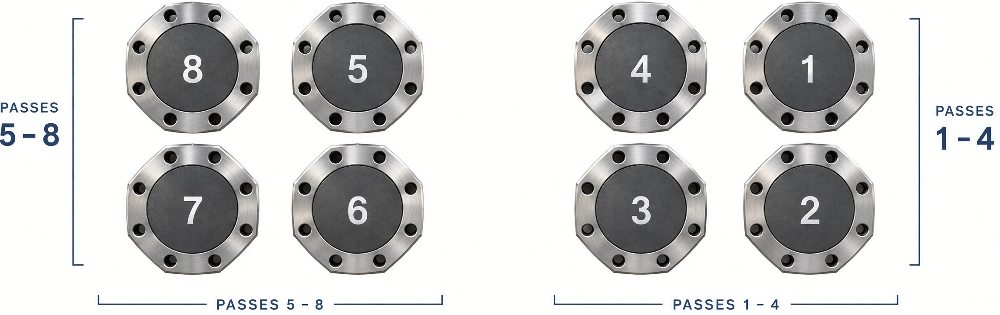 8
5
4
1
PASSES
5 – 8
PASSES
1 – 4
7
6
3
2
PASSES 5 – 8
PASSES 1 – 4